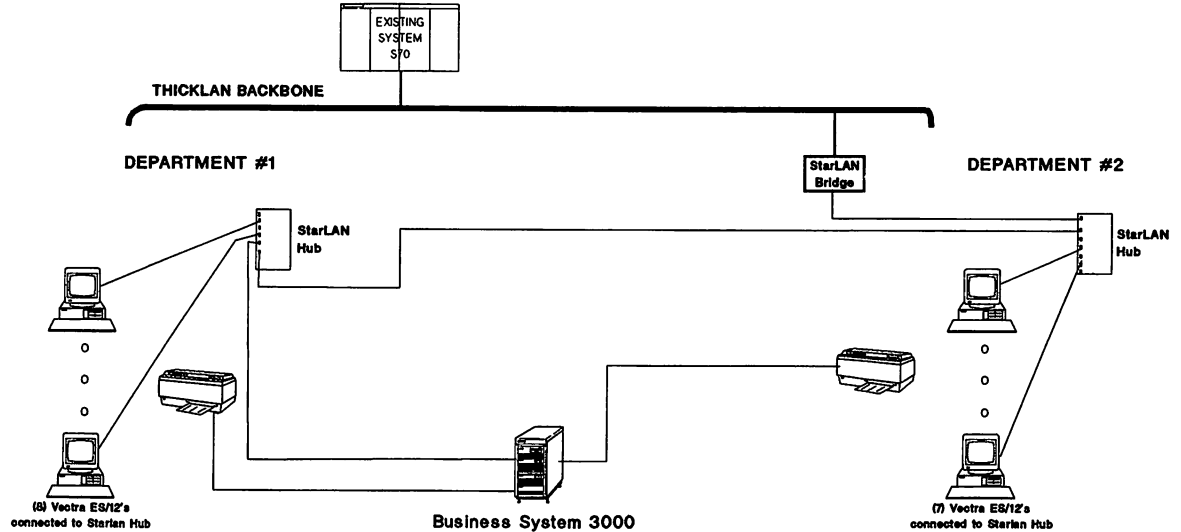 EXISTING
SYSTEM
S70
THICKLAN BACKBONE
DEPARTMENT #1
StarLAN
Bridge
DEPARTMENT #2
StarLAN
Hub
StarLAN
Hub
(8) Vectra ES/12's
connected to Starlan Hub
Business System 3000
(7) Vectra ES/12's
connected to Starlan Hub